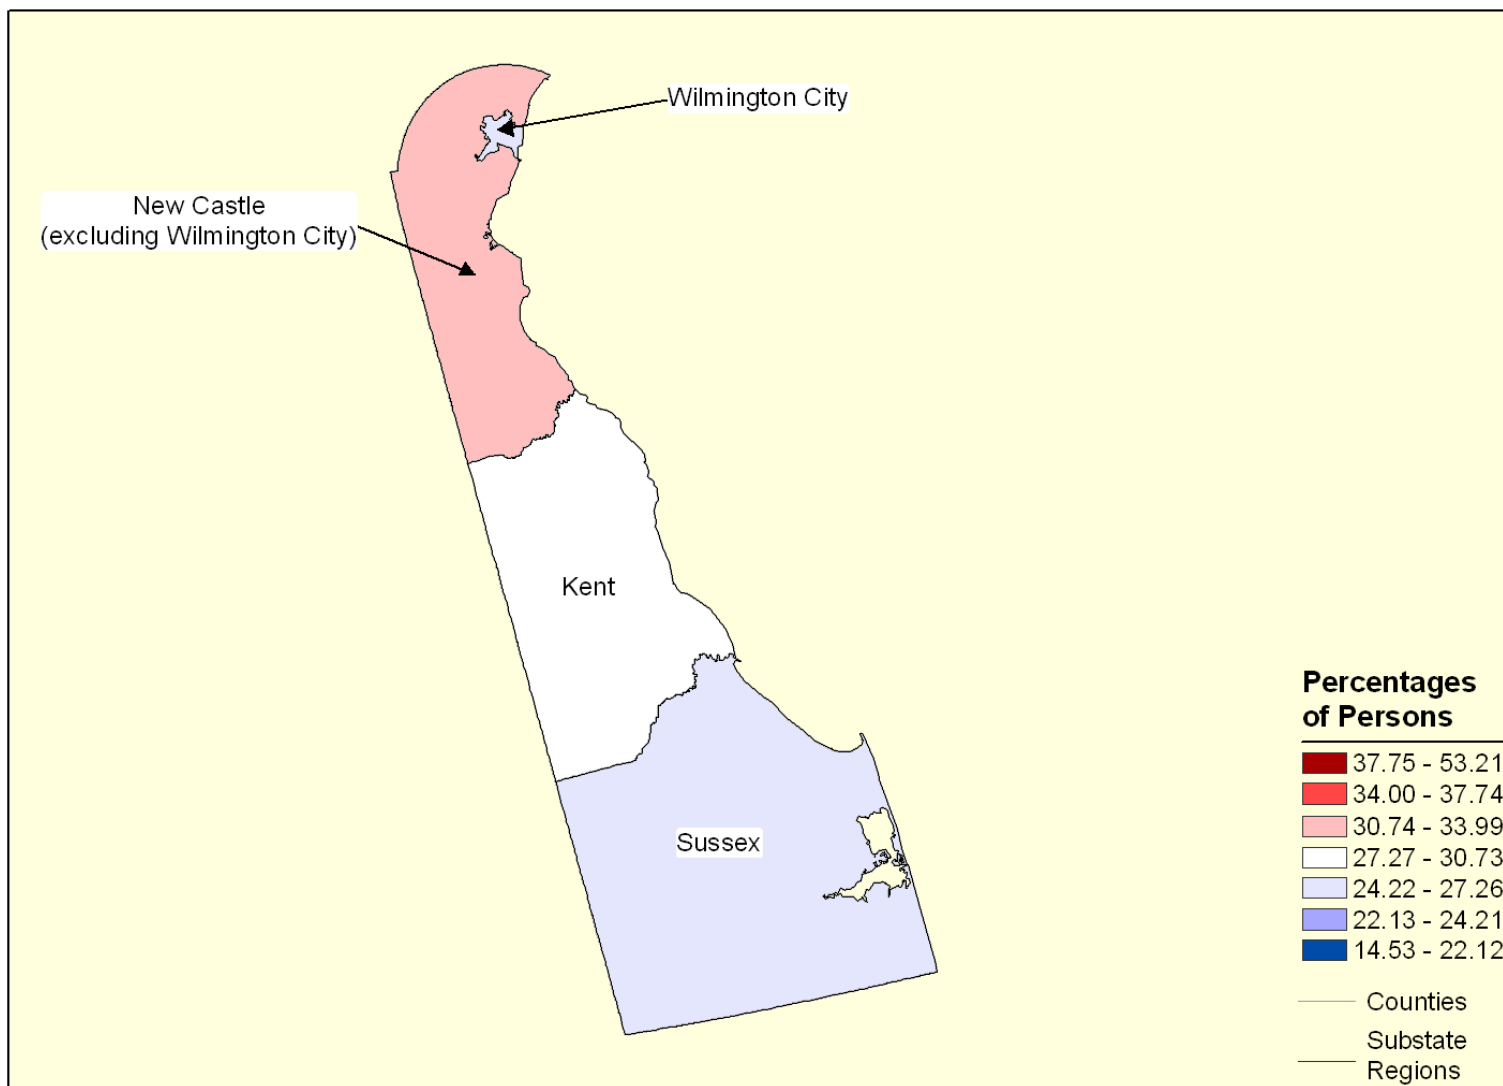 Wilmington City
New Castle
(excluding Wilmington City)
Kent
Sussex
Percentages
of Persons
37.75 - 53.21
34.00 - 37.74
30.74 - 33.99
27.27 - 30.73
24.22 - 27.26
22.13 - 24.21
14.53 - 22.12
Counties
Substate
Regions